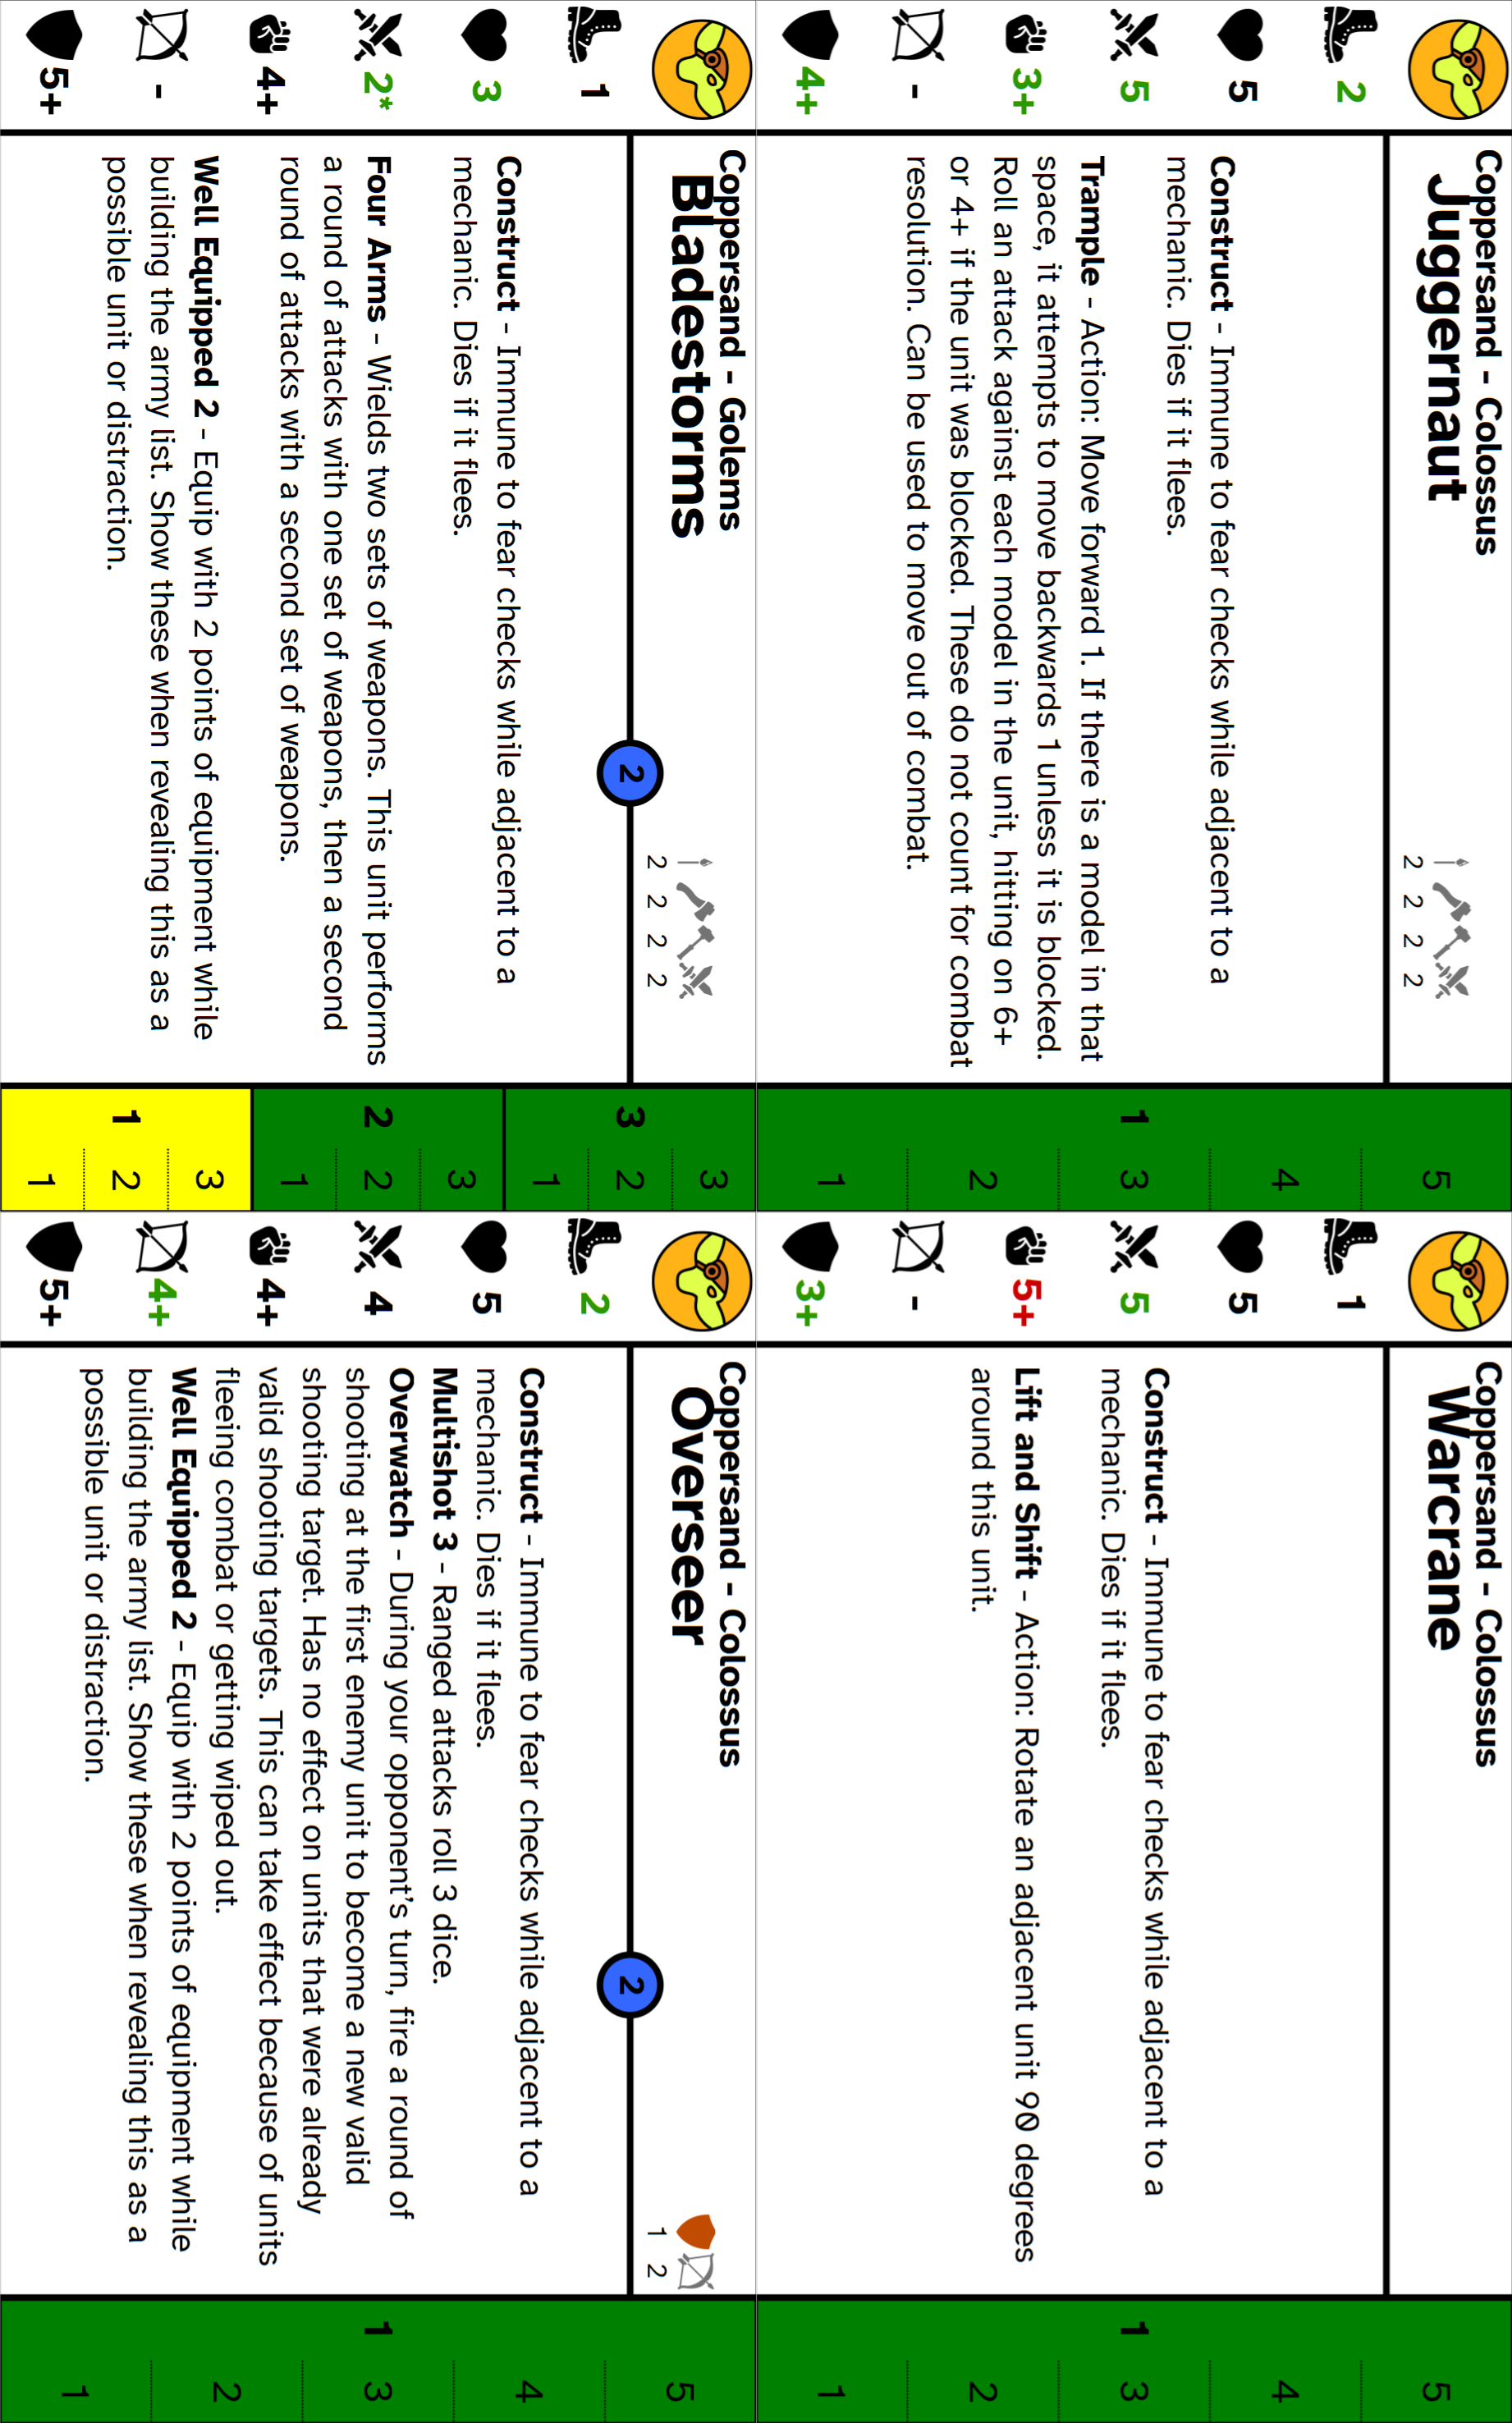 2
5
5
3+
-
4+
Coppersand - Colossus
Juggernaut
2 2 2 2
Construct - Immune to fear checks while adjacent to a
mechanic. Dies if it flees.
Trample - Action: Move forward 1. If there is a model in that
space, it attempts to move backwards 1 unless it is blocked.
Roll an attack against each model in the unit, hitting on 6+
or 4+ if the unit was blocked. These do not count for combat
resolution. Can be used to move out of combat.
1
5
4
3
2
1
1
5
5
5+
-
3+
Coppersand - Colossus
Warcrane
Construct - Immune to fear checks while adjacent to a
mechanic. Dies if it flees.
Lift and Shift - Action: Rotate an adjacent unit 90 degrees
around this unit.
1
5
4
3
2
1
1
3
2*
4+
-
5+
Coppersand - Golems
Bladestorms
2 2 2 2
2
Construct - Immune to fear checks while adjacent to a
mechanic. Dies if it flees.
Four Arms - Wields two sets of weapons. This unit performs
a round of attacks with one set of weapons, then a second
round of attacks with a second set of weapons.
Well Equipped 2 - Equip with 2 points of equipment while
building the army list. Show these when revealing this as a
possible unit or distraction.
3
3
2
1
2
3
2
1
1
3
2
1
2
5
4
4+
4+
5+
Coppersand - Colossus
Overseer
1 2
2
Construct - Immune to fear checks while adjacent to a
mechanic. Dies if it flees.
Multishot 3 - Ranged attacks roll 3 dice.
Overwatch - During your opponent's turn, fire a round of
shooting at the first enemy unit to become a new valid
shooting target. Has no effect on units that were already
valid shooting targets. This can take effect because of units
fleeing combat or getting wiped out.
Well Equipped 2 - Equip with 2 points of equipment while
building the army list. Show these when revealing this as a
possible unit or distraction.
1
5
4
3
2
1